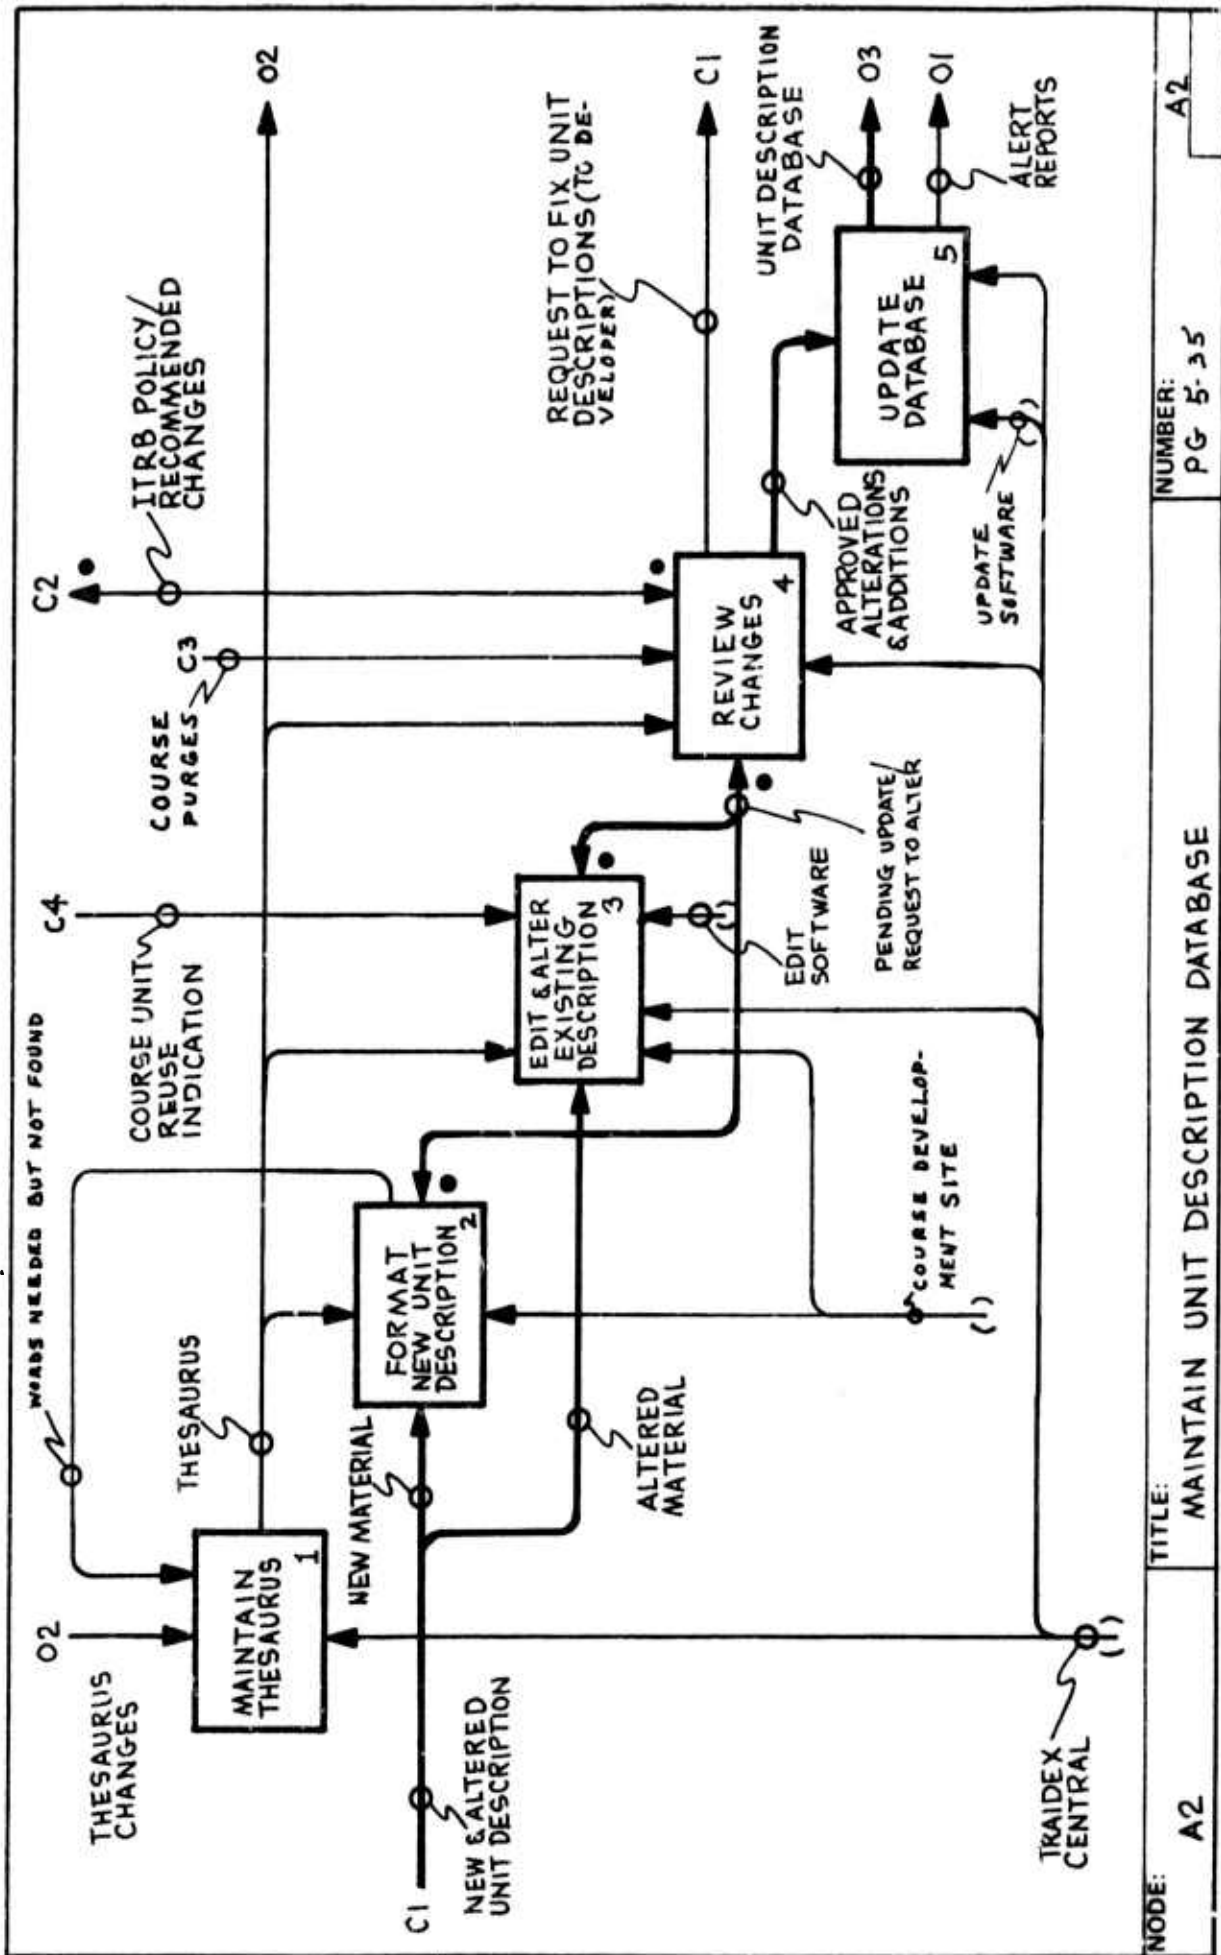 WORDS NEEDED BUT NOT FOUND
O2
THESAURUS
CHANGES
MAINTAIN
THESAURUS
1
THESAURUS
C4
COURSE UNIT
REUSE
INDICATION
COURSE
PURGES
C3
C2
ITRB POLICY/
RECOMMENDED
CHANGES
O2
C1
NEW & ALTERED
UNIT DESCRIPTION
NEW MATERIAL
FORMAT
NEW UNIT
DESCRIPTION
2
ALTERED
MATERIAL
EDIT & ALTER
EXISTING
DESCRIPTION
3
EDIT
SOFTWARE
( )
PENDING UPDATE/
REQUEST TO ALTER
REVIEW
CHANGES
4
REQUEST TO FIX UNIT
DESCRIPTIONS (TO DE-
VELOPER)
C1
APPROVED
ALTERATIONS
& ADDITIONS
UNIT DESCRIPTION
DATABASE
UPDATE
DATABASE
5
O3
O1
ALERT
REPORTS
UPDATE
SOFTWARE
( )
COURSE DEVELOP-
MENT SITE
( )
TRAIDEX
CENTRAL
( )
NODE:
A2
TITLE:
MAINTAIN UNIT DESCRIPTION DATABASE
NUMBER:
PG 5-35
A2